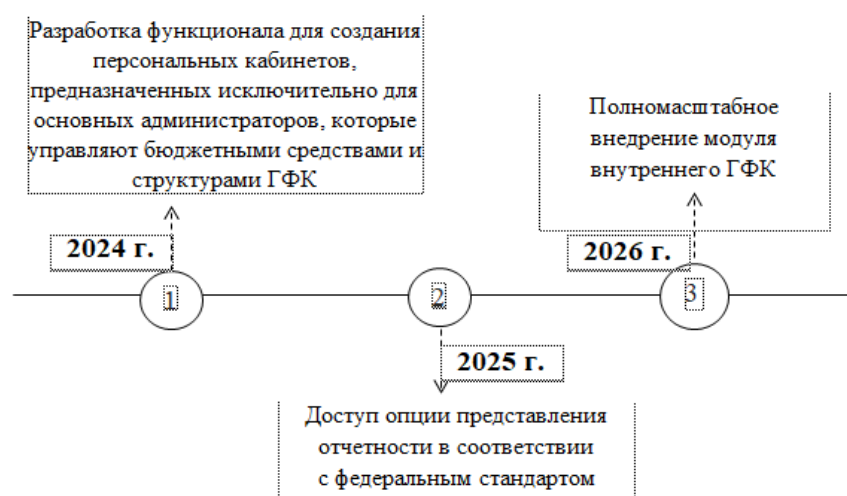 Разработка функционала для создания
персональных кабинетов,
предназначенных исключительно для
основных администраторов, которые
управляют бюджетными средствами и
структурами ГФК
Полномасштабное
внедрение модуля
внутреннего ГФК
2024 г.
2026 г.
1
2
3
2025 г.
Доступ опции представления
отчетности в соответствии
с федеральным стандартом